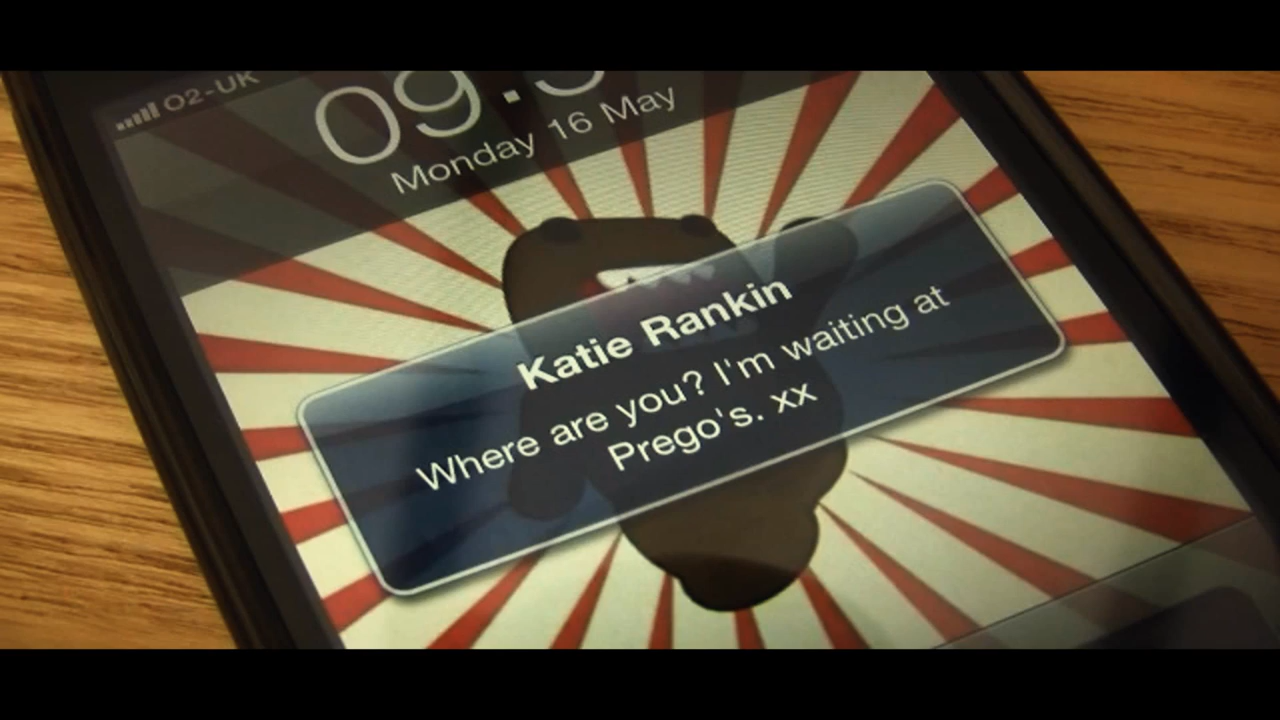 O2-UK
Monday 16 May
Katie Rankin
Where are you? I'm waiting at
Prego's. xx